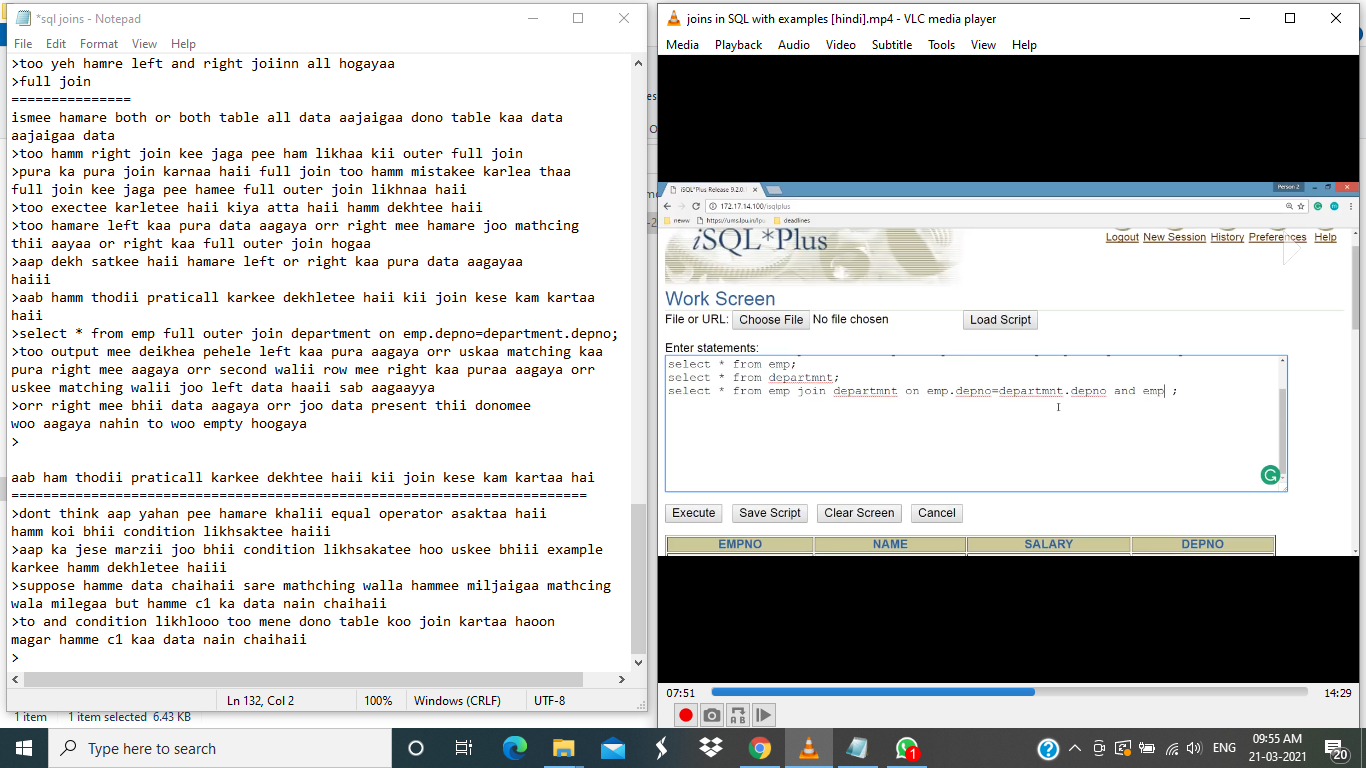 *sql joins - Notepad
File Edit Format View Help
>too yeh hamre left and right joiinn all hogayaa
>full join
===============
ismee hamare both or both table all data aajaigaa dono table kaa data
aajaigaa data
>too hamm right join kee jaga pee ham likhaa kii outer full join
>pura ka pura join karnaa haii full join too hamm mistakee karlea thaa
full join kee jaga pee hamee full outer join likhnaa haii
>too exectee karletee haii kiya atta haii hamm dekhtee haii
>too hamare left kaa pura data aagaya orr right mee hamare joo mathcing
thii aayaa or right kaa full outer join hogaa
>aap dekh satkee haii hamare left or right kaa pura data aagayaa
haiii
>aab hamm thodii praticall karkee dekhletee haii kii join kese kam kartaa
haii
>select * from emp full outer join department on emp.depno=department.depno;
>too output mee deikhea pehele left kaa pura aagaya orr uskaa matching kaa
pura right mee aagaya orr second walii row mee right kaa puraa aagaya orr
uskee matching walii joo left data haaii sab aagaayya
>orr right mee bhii data aagaya orr joo data present thii donomee
woo aagaya nahin to woo empty hoogaya
>
aab ham thodii praticall karkee dekhtee haii kii join kese kam kartaa hai
========================================================================
>dont think aap yahan pee hamare khalii equal operator asaktaa haii
hamm koi bhii condition likhsaktee haiii
>aap ka jese marzii joo bhii condition likhsakatee hoo uskee bhiii example
karkee hamm dekhletee haiii
>suppose hamme data chaihaii sare mathching walla hammee miljaigaa mathcing
wala milegaa but hamme c1 ka data nain chaihaii
>to and condition likhlooo too mene dono table koo join kartaa haoon
magar hamme c1 kaa data nain chaihaii
>
Ln 132, Col 2 100% Windows (CRLF) UTF-8
1 item 1 item selected 6.43 KB
joins in SQL with examples [hindi].mp4 - VLC media player
Media Playback Audio Video Subtitle Tools View Help
iSQL*Plus Release 9.2.0.
Person 2
172.17.14.100/isqlplus
neww https://ums.lpu.in/lpu deadlines
iSQL*Plus
Logout New Session History Preferences Help
Work Screen
File or URL: Choose File No file chosen Load Script
Enter statements:
select * from emp;
select * from departmnt;
select * from emp join departmnt on emp.depno=departmnt.depno and emp ;
Execute Save Script Clear Screen Cancel
EMPNO NAME SALARY DEPNO
07:51 14:29
Type here to search
1
ENG
09:55 AM
21-03-2021
20